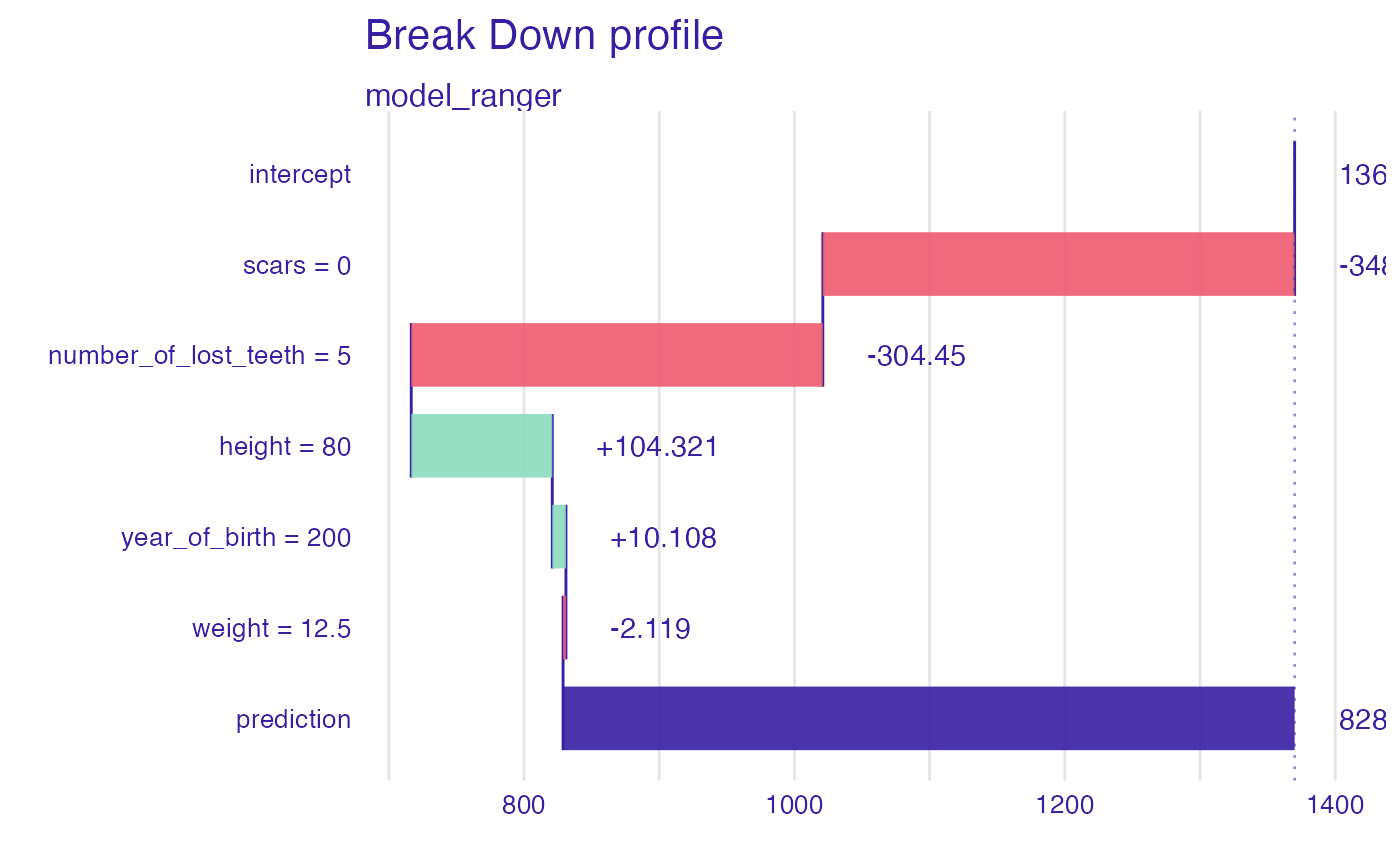 Break Down profile
model_ranger
intercept
136
scars = 0
-348
number_of_lost_teeth = 5
-304.45
height = 80
+104.321
year_of_birth = 200
+10.108
weight = 12.5
-2.119
prediction
828
800 1000 1200 1400